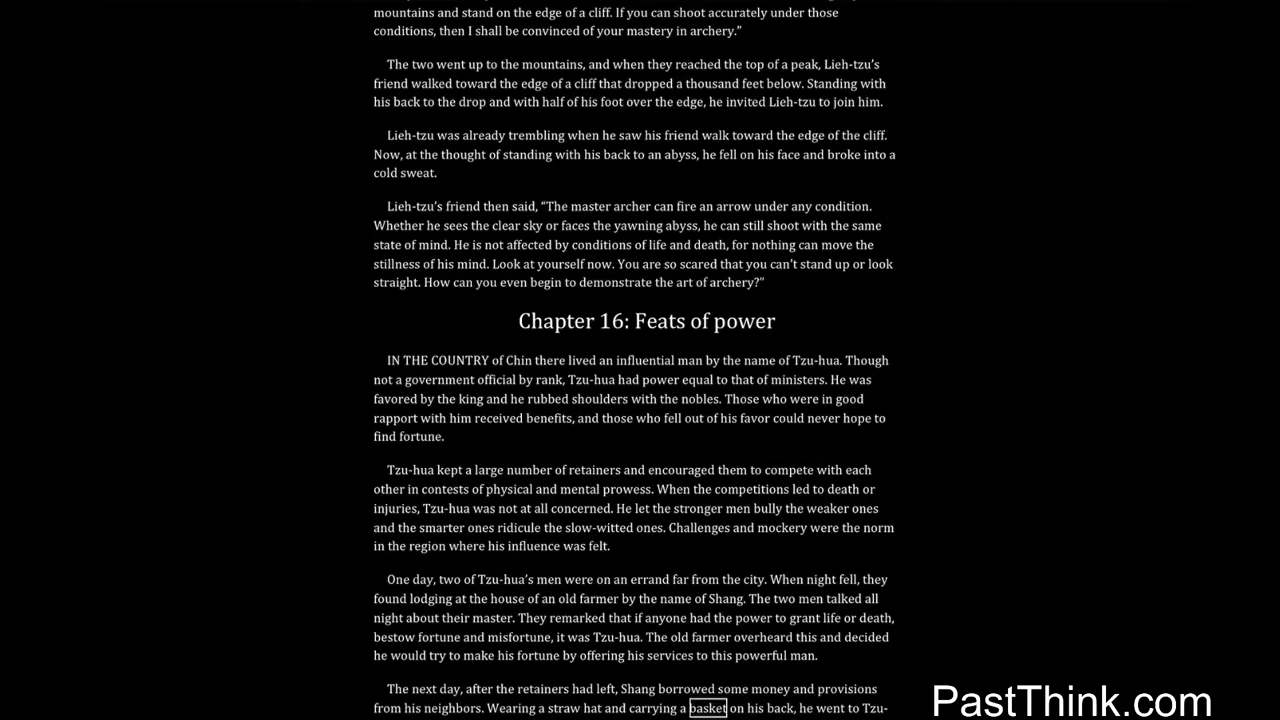 mountains and stand on the edge of a cliff. If you can shoot accurately under those
conditions, then I shall be convinced of your mastery in archery.”
The two went up to the mountains, and when they reached the top of a peak, Lieh-tzu’s
friend walked toward the edge of a cliff that dropped a thousand feet below. Standing with
his back to the drop and with half of his foot over the edge, he invited Lieh-tzu to join him.
Lieh-tzu was already trembling when he saw his friend walk toward the edge of the cliff.
Now, at the thought of standing with his back to an abyss, he fell on his face and broke into a
cold sweat.
Lieh-tzu’s friend then said, “The master archer can fire an arrow under any condition.
Whether he sees the clear sky or faces the yawning abyss, he can still shoot with the same
state of mind. He is not affected by conditions of life and death, for nothing can move the
stillness of his mind. Look at yourself now. You are so scared that you can’t stand up or look
straight. How can you even begin to demonstrate the art of archery?”
Chapter 16: Feats of power
IN THE COUNTRY of Chin there lived an influential man by the name of Tzu-hua. Though
not a government official by rank, Tzu-hua had power equal to that of ministers. He was
favored by the king and he rubbed shoulders with the nobles. Those who were in good
rapport with him received benefits, and those who fell out of his favor could never hope to
find fortune.
Tzu-hua kept a large number of retainers and encouraged them to compete with each
other in contests of physical and mental prowess. When the competitions led to death or
injuries, Tzu-hua was not at all concerned. He let the stronger men bully the weaker ones
and the smarter ones ridicule the slow-witted ones. Challenges and mockery were the norm
in the region where his influence was felt.
One day, two of Tzu-hua’s men were on an errand far from the city. When night fell, they
found lodging at the house of an old farmer by the name of Shang. The two men talked all
night about their master. They remarked that if anyone had the power to grant life or death,
bestow fortune and misfortune, it was Tzu-hua. The old farmer overheard this and decided
he would try to make his fortune by offering his services to this powerful man.
The next day, after the retainers had left, Shang borrowed some money and provisions
from his neighbors. Wearing a straw hat and carrying a basket on his back, he went to Tzu-
PastThink.com